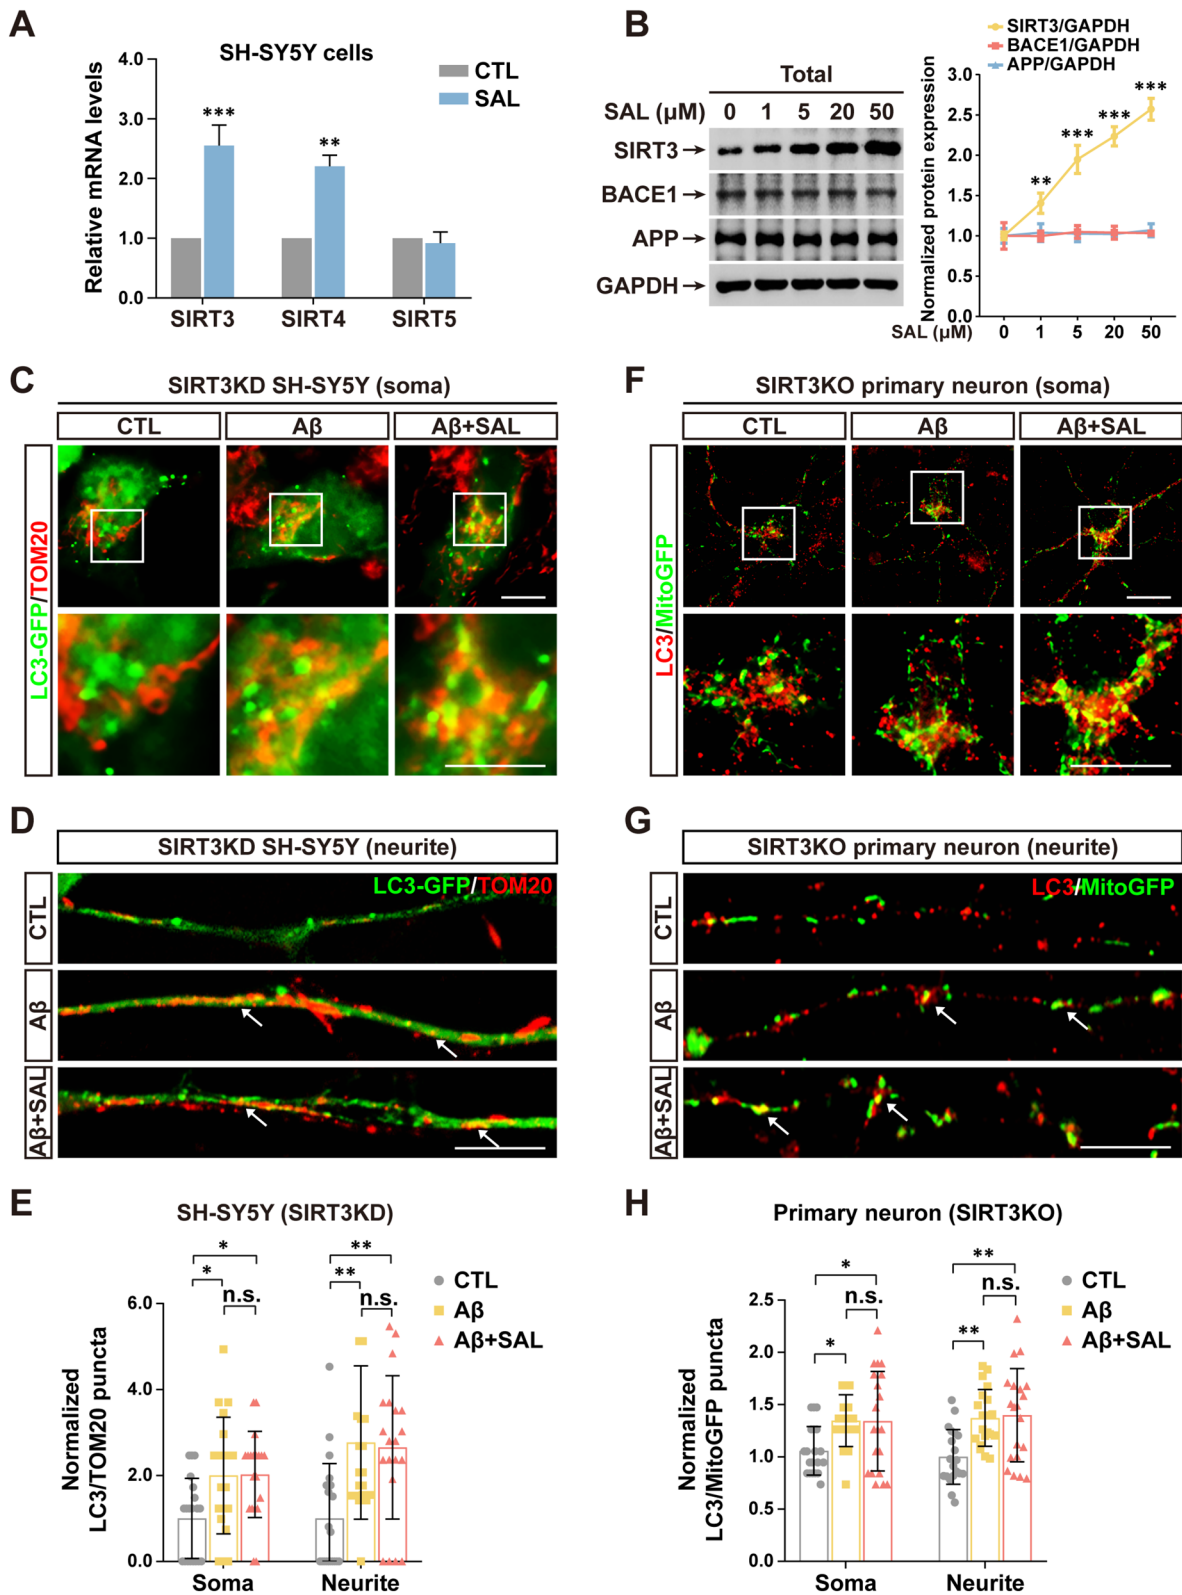 A
SH-SY5Y cells
Relative mRNA levels
4.0
3.0
2.0
1.0
0.0
***
**
CTL
SAL
SIRT3 SIRT4 SIRT5
B
Total
SAL (μM) 0 1 5 20 50
SIRT3
BACE1
APP
GAPDH
SIRT3/GAPDH
BACE1/GAPDH
APP/GAPDH
Normalized protein expression
3.0
2.5
2.0
1.5
1.0
0.5
0.0
**
***
***
***
SAL (μM) 0 1 5 20 50
C
SIRT3KD SH-SY5Y (soma)
CTL Aβ Aβ+SAL
LC3-GFP/TOM20
F
SIRT3KO primary neuron (soma)
CTL Aβ Aβ+SAL
LC3/MitoGFP
D
SIRT3KD SH-SY5Y (neurite)
LC3-GFP/TOM20
CTL
Aβ
Aβ+SAL
G
SIRT3KO primary neuron (neurite)
LC3/MitoGFP
CTL
Aβ
Aβ+SAL
E
SH-SY5Y (SIRT3KD)
Normalized
LC3/TOM20 puncta
6.0
4.0
2.0
0.0
*
*
n.s.
**
**
n.s.
CTL
Aβ
Aβ+SAL
Soma Neurite
H
Primary neuron (SIRT3KO)
Normalized
LC3/MitoGFP puncta
2.5
2.0
1.5
1.0
0.5
0.0
*
n.s.
*
**
n.s.
**
CTL
Aβ
Aβ+SAL
Soma Neurite